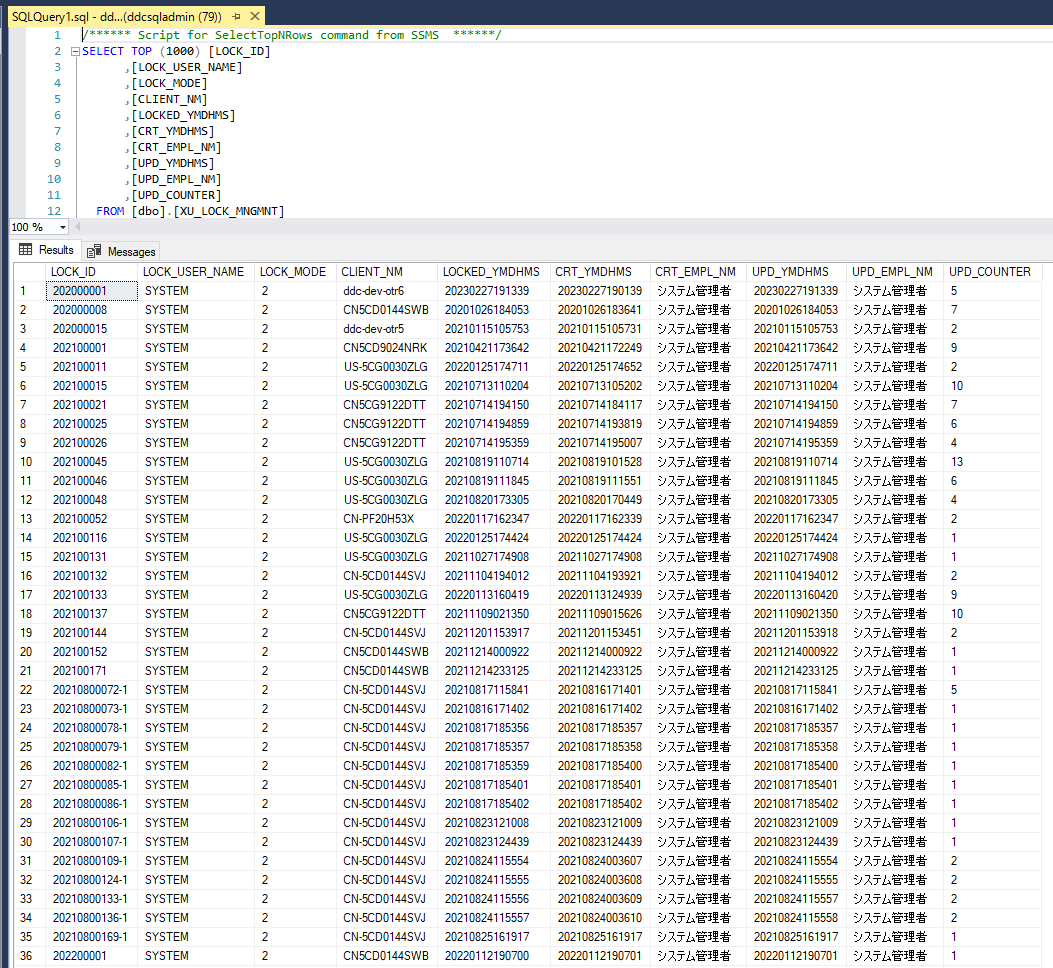 SQLQuery1.sql - dd...(ddcsqladmin (79))
1 /****** Script for SelectTopNRows command from SSMS ******/
2 SELECT TOP (1000) [LOCK_ID]
3 ,[LOCK_USER_NAME]
4 ,[LOCK_MODE]
5 ,[CLIENT_NM]
6 ,[LOCKED_YMDHMS]
7 ,[CRT_YMDHMS]
8 ,[CRT_EMPL_NM]
9 ,[UPD_YMDHMS]
10 ,[UPD_EMPL_NM]
11 ,[UPD_COUNTER]
12 FROM [dbo].[XU_LOCK_MNGMNT]
100 %
Results Messages
LOCK_ID LOCK_USER_NAME LOCK_MODE CLIENT_NM LOCKED_YMDHMS CRT_YMDHMS CRT_EMPL_NM UPD_YMDHMS UPD_EMPL_NM UPD_COUNTER
1 202000001 SYSTEM 2 ddc-dev-otr6 20230227191339 20230227190139 システム管理者 20230227191339 システム管理者 5
2 202000008 SYSTEM 2 CN5CD0144SWB 20201026184053 20201026183641 システム管理者 20201026184053 システム管理者 7
3 202000015 SYSTEM 2 ddc-dev-otr5 20210115105753 20210115105731 システム管理者 20210115105753 システム管理者 2
4 202100001 SYSTEM 2 CN5CD9024NRK 20210421173642 20210421172249 システム管理者 20210421173642 システム管理者 9
5 202100011 SYSTEM 2 US-5CG0030ZLG 20220125174711 20220125174652 システム管理者 20220125174711 システム管理者 2
6 202100015 SYSTEM 2 US-5CG0030ZLG 20210713110204 20210713105202 システム管理者 20210713110204 システム管理者 10
7 202100021 SYSTEM 2 CN5CG9122DTT 20210714194150 20210714184117 システム管理者 20210714194150 システム管理者 7
8 202100025 SYSTEM 2 CN5CG9122DTT 20210714194859 20210714193819 システム管理者 20210714194859 システム管理者 6
9 202100026 SYSTEM 2 CN5CG9122DTT 20210714195359 20210714195007 システム管理者 20210714195359 システム管理者 4
10 202100045 SYSTEM 2 US-5CG0030ZLG 20210819110714 20210819101528 システム管理者 20210819110714 システム管理者 13
11 202100046 SYSTEM 2 US-5CG0030ZLG 20210819111845 20210819111551 システム管理者 20210819111845 システム管理者 6
12 202100048 SYSTEM 2 US-5CG0030ZLG 20210820173305 20210820170449 システム管理者 20210820173305 システム管理者 4
13 202100052 SYSTEM 2 CN-PF20H53X 20220117162347 20220117162339 システム管理者 20220117162347 システム管理者 2
14 202100116 SYSTEM 2 US-5CG0030ZLG 20220125174424 20220125174424 システム管理者 20220125174424 システム管理者 1
15 202100131 SYSTEM 2 US-5CG0030ZLG 20211027174908 20211027174908 システム管理者 20211027174908 システム管理者 1
16 202100132 SYSTEM 2 CN-5CD0144SVJ 20211104194012 20211104193921 システム管理者 20211104194012 システム管理者 2
17 202100133 SYSTEM 2 US-5CG0030ZLG 20220113160419 20220113124939 システム管理者 20220113160420 システム管理者 9
18 202100137 SYSTEM 2 CN5CG9122DTT 20211109021350 20211109015626 システム管理者 20211109021350 システム管理者 10
19 202100144 SYSTEM 2 CN-5CD0144SVJ 20211201153917 20211201153451 システム管理者 20211201153918 システム管理者 2
20 202100152 SYSTEM 2 CN5CD0144SWB 20211214000922 20211214000922 システム管理者 20211214000922 システム管理者 1
21 202100171 SYSTEM 2 CN5CD0144SWB 20211214233125 20211214233125 システム管理者 20211214233125 システム管理者 1
22 20210800072-1 SYSTEM 2 CN-5CD0144SVJ 20210817115841 20210816171401 システム管理者 20210817115841 システム管理者 5
23 20210800073-1 SYSTEM 2 CN-5CD0144SVJ 20210816171402 20210816171402 システム管理者 20210816171402 システム管理者 1
24 20210800078-1 SYSTEM 2 CN-5CD0144SVJ 20210817185356 20210817185357 システム管理者 20210817185357 システム管理者 1
25 20210800079-1 SYSTEM 2 CN-5CD0144SVJ 20210817185357 20210817185358 システム管理者 20210817185358 システム管理者 1
26 20210800082-1 SYSTEM 2 CN-5CD0144SVJ 20210817185359 20210817185400 システム管理者 20210817185400 システム管理者 1
27 20210800085-1 SYSTEM 2 CN-5CD0144SVJ 20210817185401 20210817185401 システム管理者 20210817185401 システム管理者 1
28 20210800086-1 SYSTEM 2 CN-5CD0144SVJ 20210817185402 20210817185402 システム管理者 20210817185402 システム管理者 1
29 20210800106-1 SYSTEM 2 CN-5CD0144SVJ 20210823121008 20210823121009 システム管理者 20210823121009 システム管理者 1
30 20210800107-1 SYSTEM 2 CN-5CD0144SVJ 20210823124439 20210823124439 システム管理者 20210823124439 システム管理者 1
31 20210800109-1 SYSTEM 2 CN-5CD0144SVJ 20210824115554 20210824003607 システム管理者 20210824115554 システム管理者 2
32 20210800124-1 SYSTEM 2 CN-5CD0144SVJ 20210824115555 20210824003608 システム管理者 20210824115555 システム管理者 2
33 20210800133-1 SYSTEM 2 CN-5CD0144SVJ 20210824115556 20210824003609 システム管理者 20210824115557 システム管理者 2
34 20210800136-1 SYSTEM 2 CN-5CD0144SVJ 20210824115557 20210824003610 システム管理者 20210824115558 システム管理者 2
35 20210800169-1 SYSTEM 2 CN-5CD0144SVJ 20210825161917 20210825161917 システム管理者 20210825161917 システム管理者 1
36 202200001 SYSTEM 2 CN5CD0144SWB 20220112190700 20220112190701 システム管理者 20220112190701 システム管理者 1